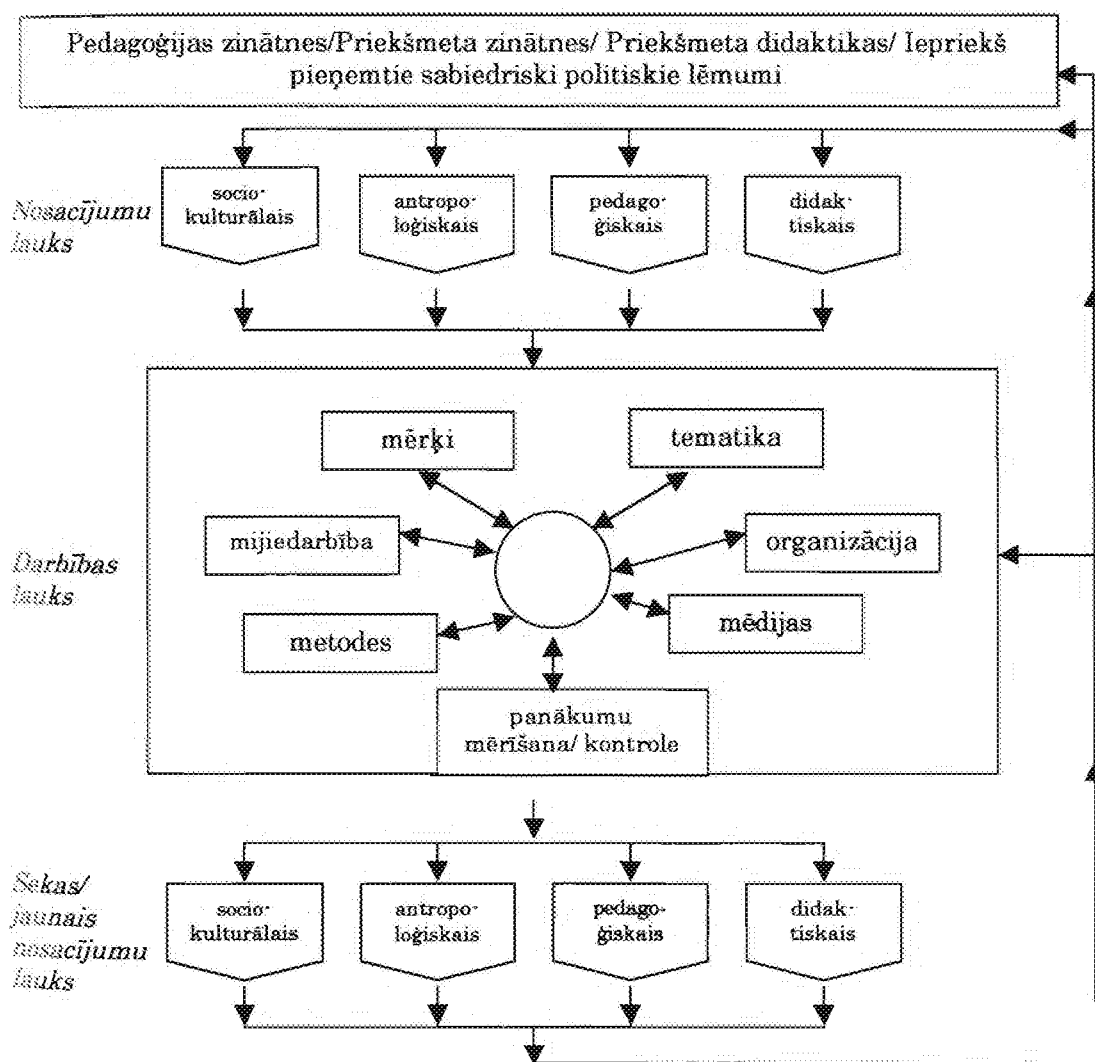 Pedagoģijas zinātnes/Priekšmeta zinātnes/ Priekšmeta didaktikas/ Iepriekš
pieņemtie sabiedriski politiskie lēmumi
Nosacījumu
lauks
socio-
kulturālais
antropo-
loģiskais
pedago-
ģiskais
didak-
tiskais
Darbības
lauks
mērķi
tematika
mijiedarbība
organizācija
metodes
mēdijas
panākumu
mērīšana/ kontrole
Sekas/
jaunais
nosacījumu
lauks
socio-
kulturālais
antropo-
loģiskais
pedago-
ģiskais
didak-
tiskais